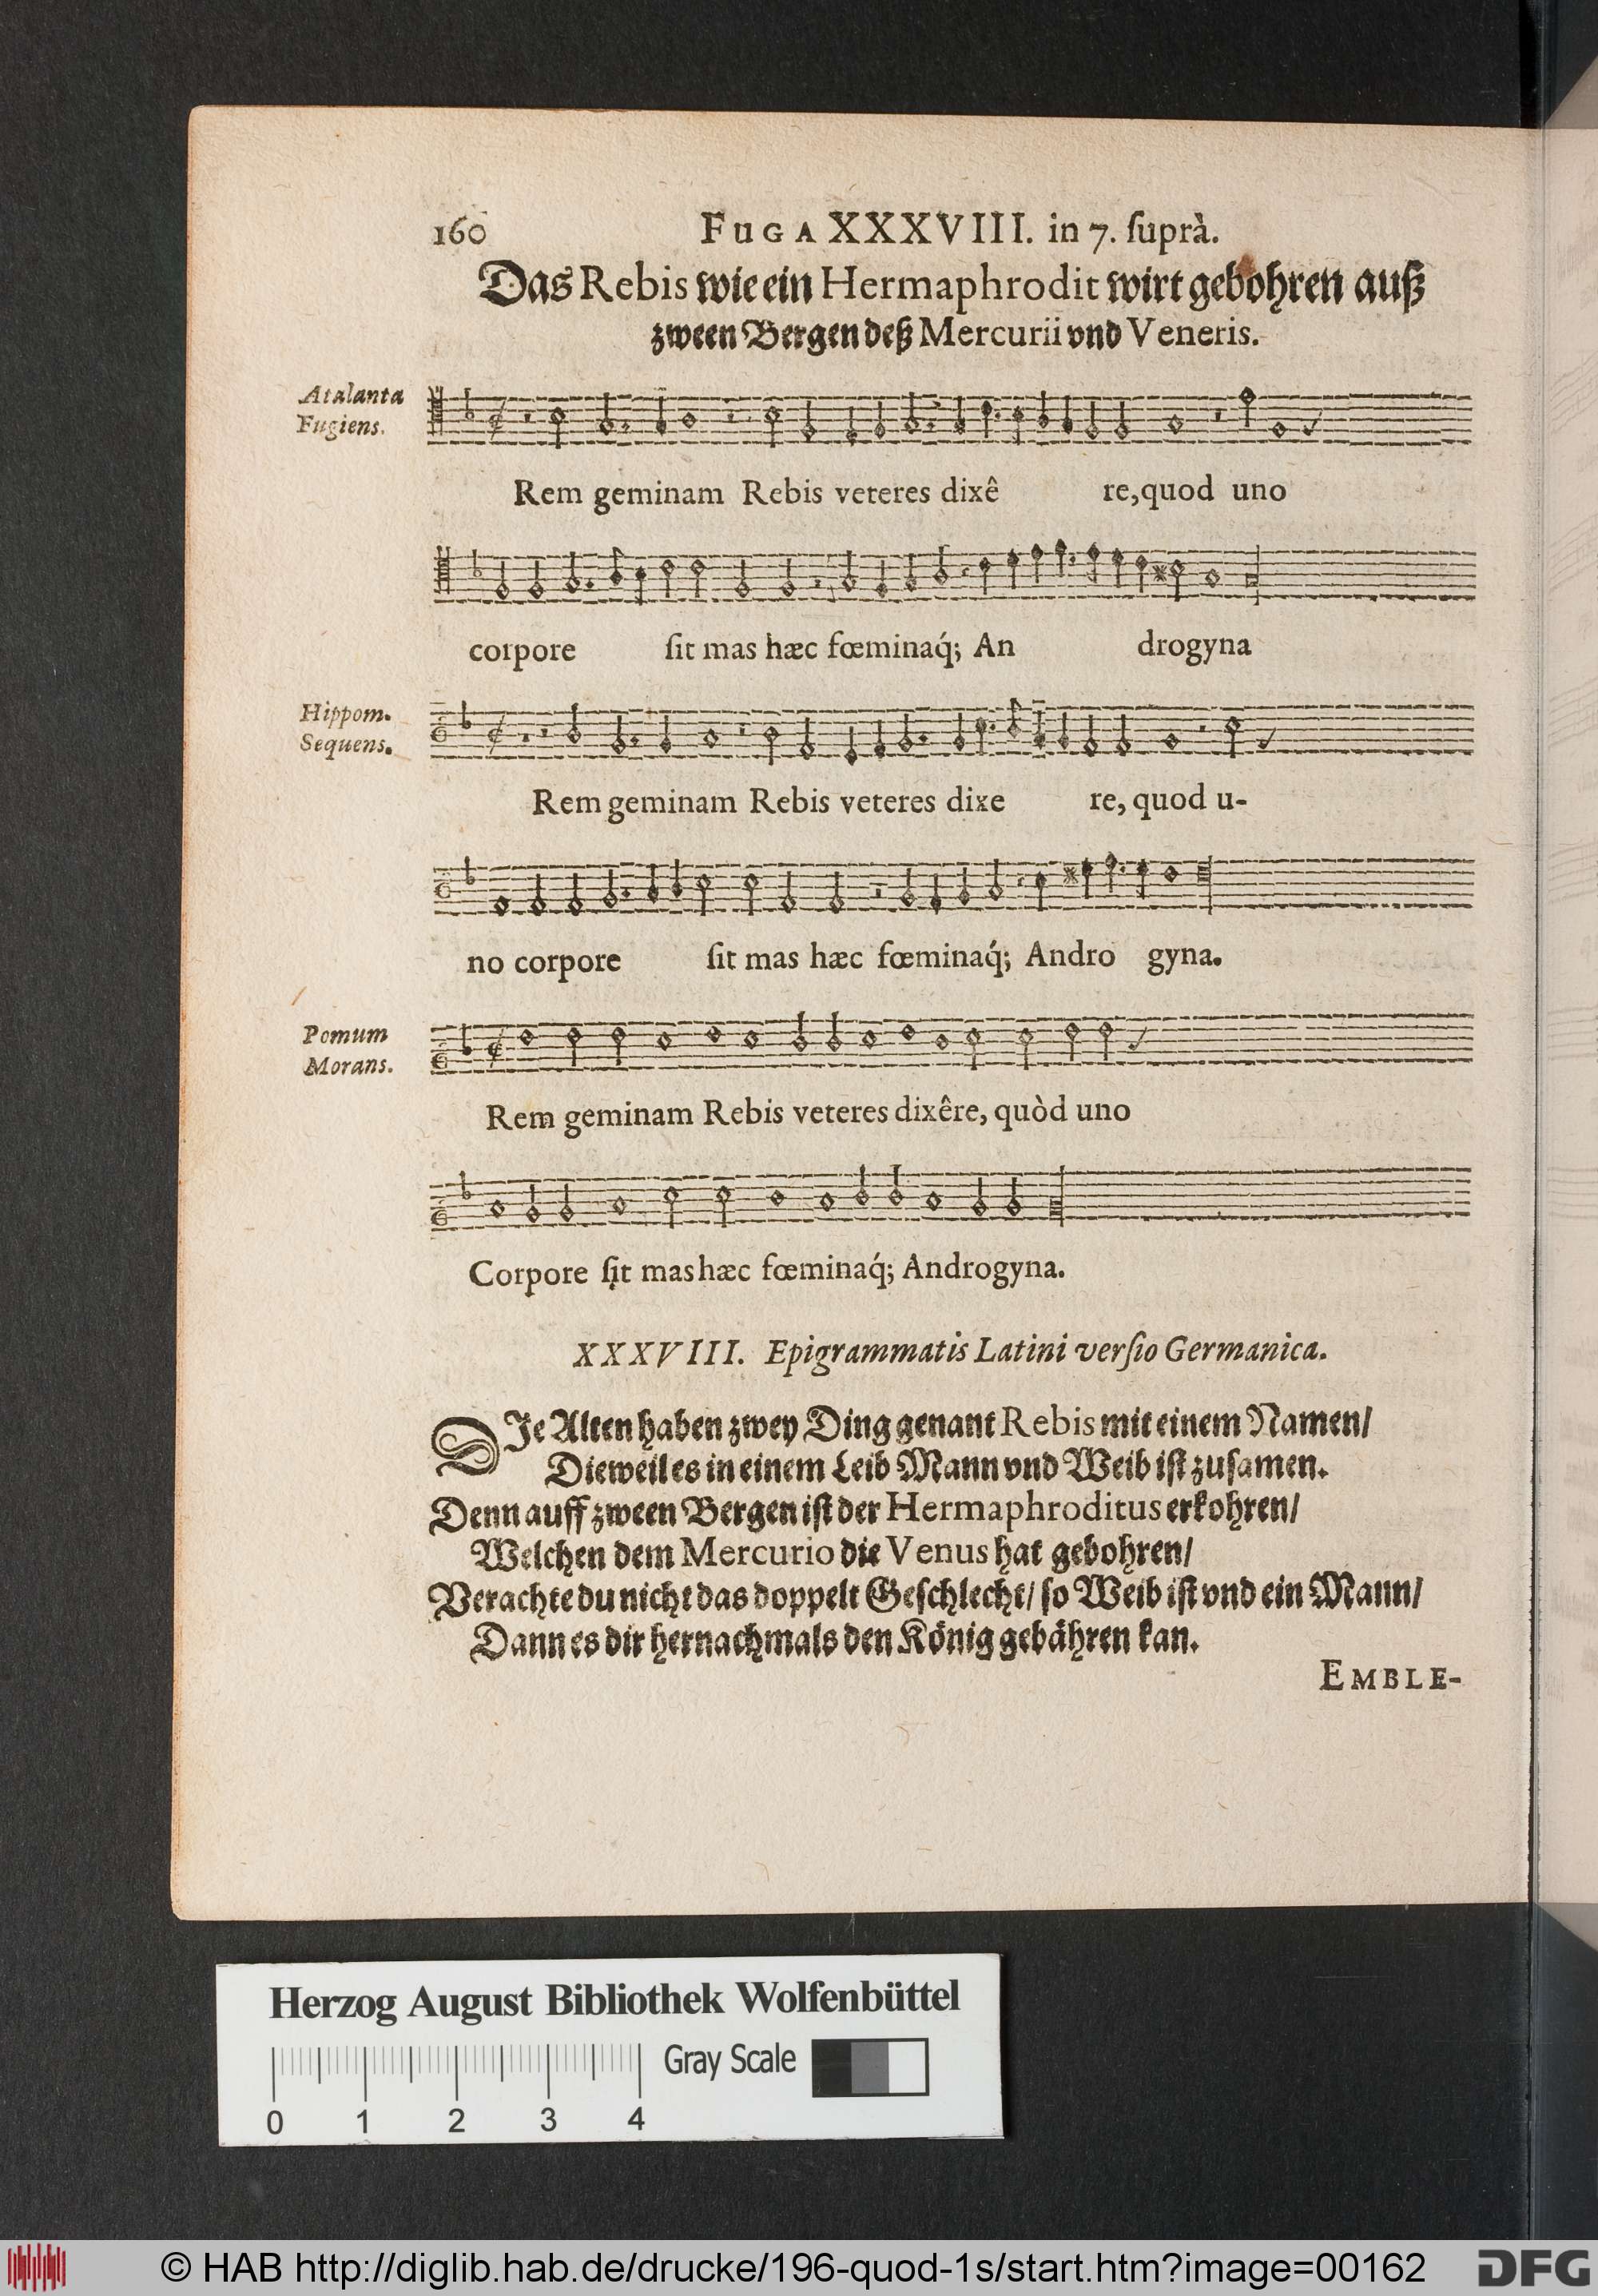 160 FUGA XXXVIII. in 7. ſuprà.
Das Rebis wie ein Hermaphrodit wirt gebohren auß
zween Bergen deß Mercurii vnd Veneris.
Atalanta
Fugiens.
Rem geminam Rebis veteres dixê re, quod uno
corpore ſit mas hæc fœminaq́; An drogyna
Hippom.
Sequens.
Rem geminam Rebis veteres dixe re, quod u-
no corpore ſit mas hæc fœminaq́; Andro gyna.
Pomum
Morans.
Rem geminam Rebis veteres dixêre, quòd uno
Corpore ſit mas hæc fœminaq́; Androgyna.
XXXVIII. Epigrammatis Latini verſio Germanica.
DIe Alten haben zwey Ding genant Rebis mit einem Namen/
Dieweil es in einem Leib Mann vnd Weib iſt zuſamen.
Denn auff zween Bergen iſt der Hermaphroditus erkohren/
Welchen dem Mercurio die Venus hat gebohren/
Verachte du nicht das doppelt Geſchlecht/ ſo Weib iſt vnd ein Mann/
Dann es dir hernachmals den König gebähren kan.
EMBLE-
Herzog August Bibliothek Wolfenbüttel
Gray Scale
0 1 2 3 4
© HAB http://diglib.hab.de/drucke/196-quod-1s/start.htm?image=00162
DFG